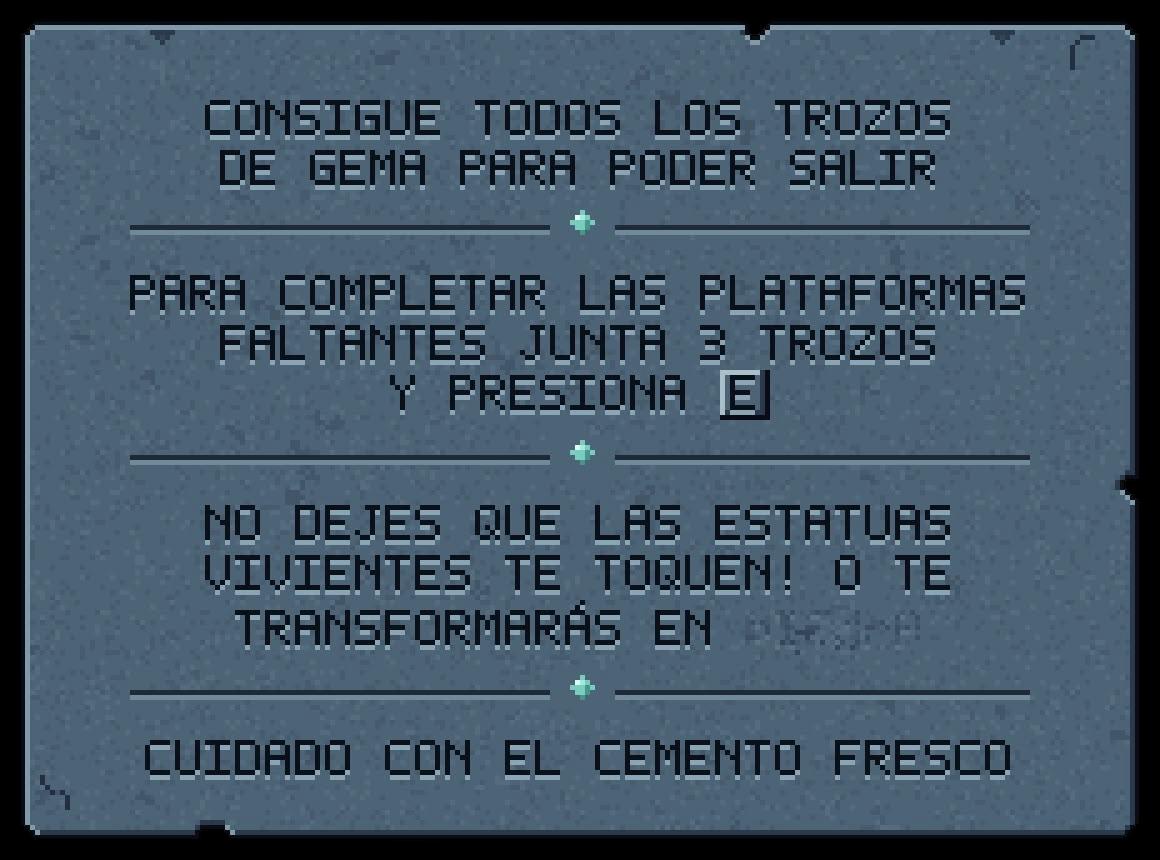 CONSIGUE TODOS LOS TROZOS
DE GEMA PARA PODER SALIR
PARA COMPLETAR LAS PLATAFORMAS
FALTANTES JUNTA 3 TROZOS
Y PRESIONA E
NO DEJES QUE LAS ESTATUAS
VIVIENTES TE TOQUEN! O TE
TRANSFORMARÁS EN
CUIDADO CON EL CEMENTO FRESCO